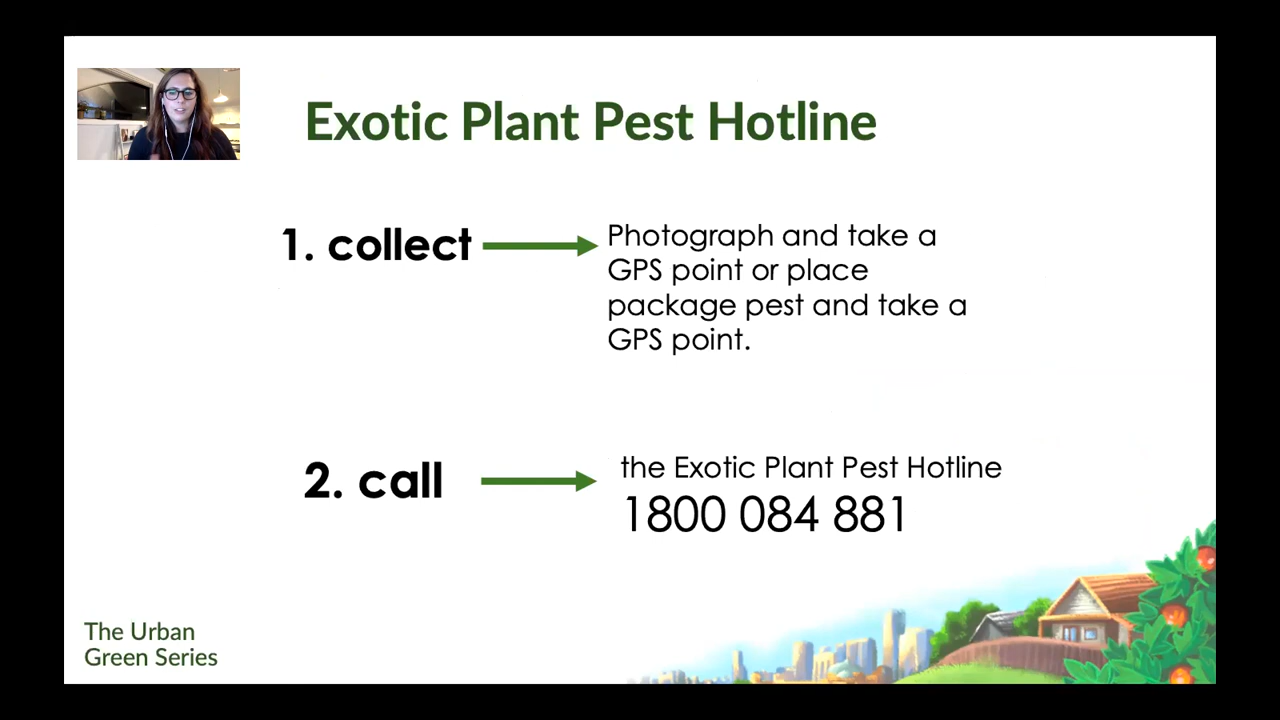 Exotic Plant Pest Hotline
1. collect
Photograph and take a
GPS point or place
package pest and take a
GPS point.
2. call
the Exotic Plant Pest Hotline
1800 084 881
The Urban
Green Series